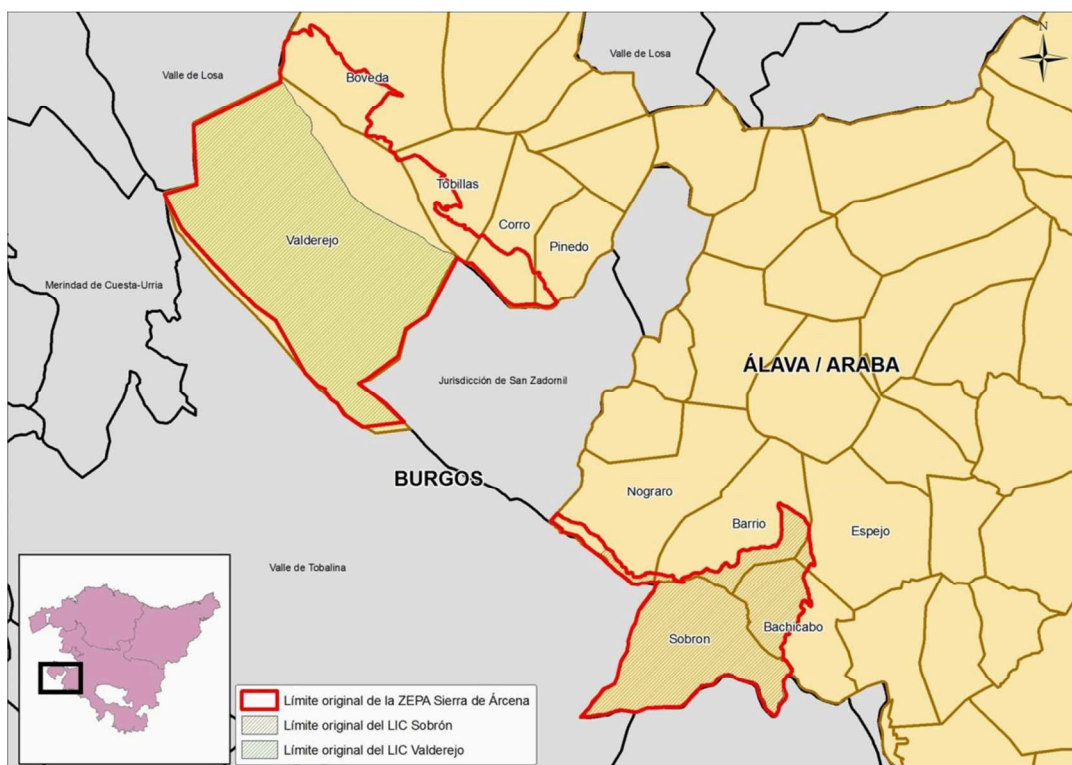 N
Valle de Losa
Valle de Losa
Boveda
Tobillas
Corro
Pinedo
Valderejo
Merindad de Cuesta-Urria
ÁLAVA / ARABA
Jurisdicción de San Zadornil
BURGOS
Nograro
Barrio
Espejo
Valle de Tobalina
Sobron
Bachicabo
Límite original de la ZEPA Sierra de Árcena
Límite original del LIC Sobrón
Límite original del LIC Valderejo